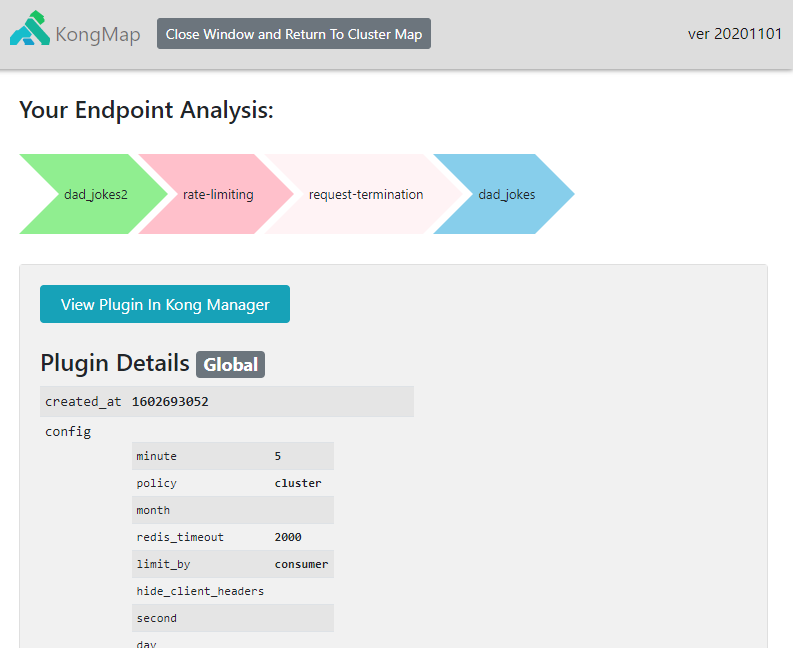 KongMap Close Window and Return To Cluster Map ver 20201101
Your Endpoint Analysis:
dad_jokes2 rate-limiting request-termination dad_jokes
View Plugin In Kong Manager
Plugin Details Global
created_at 1602693052
config
minute 5
policy cluster
month
redis_timeout 2000
limit_by consumer
hide_client_headers
second
day